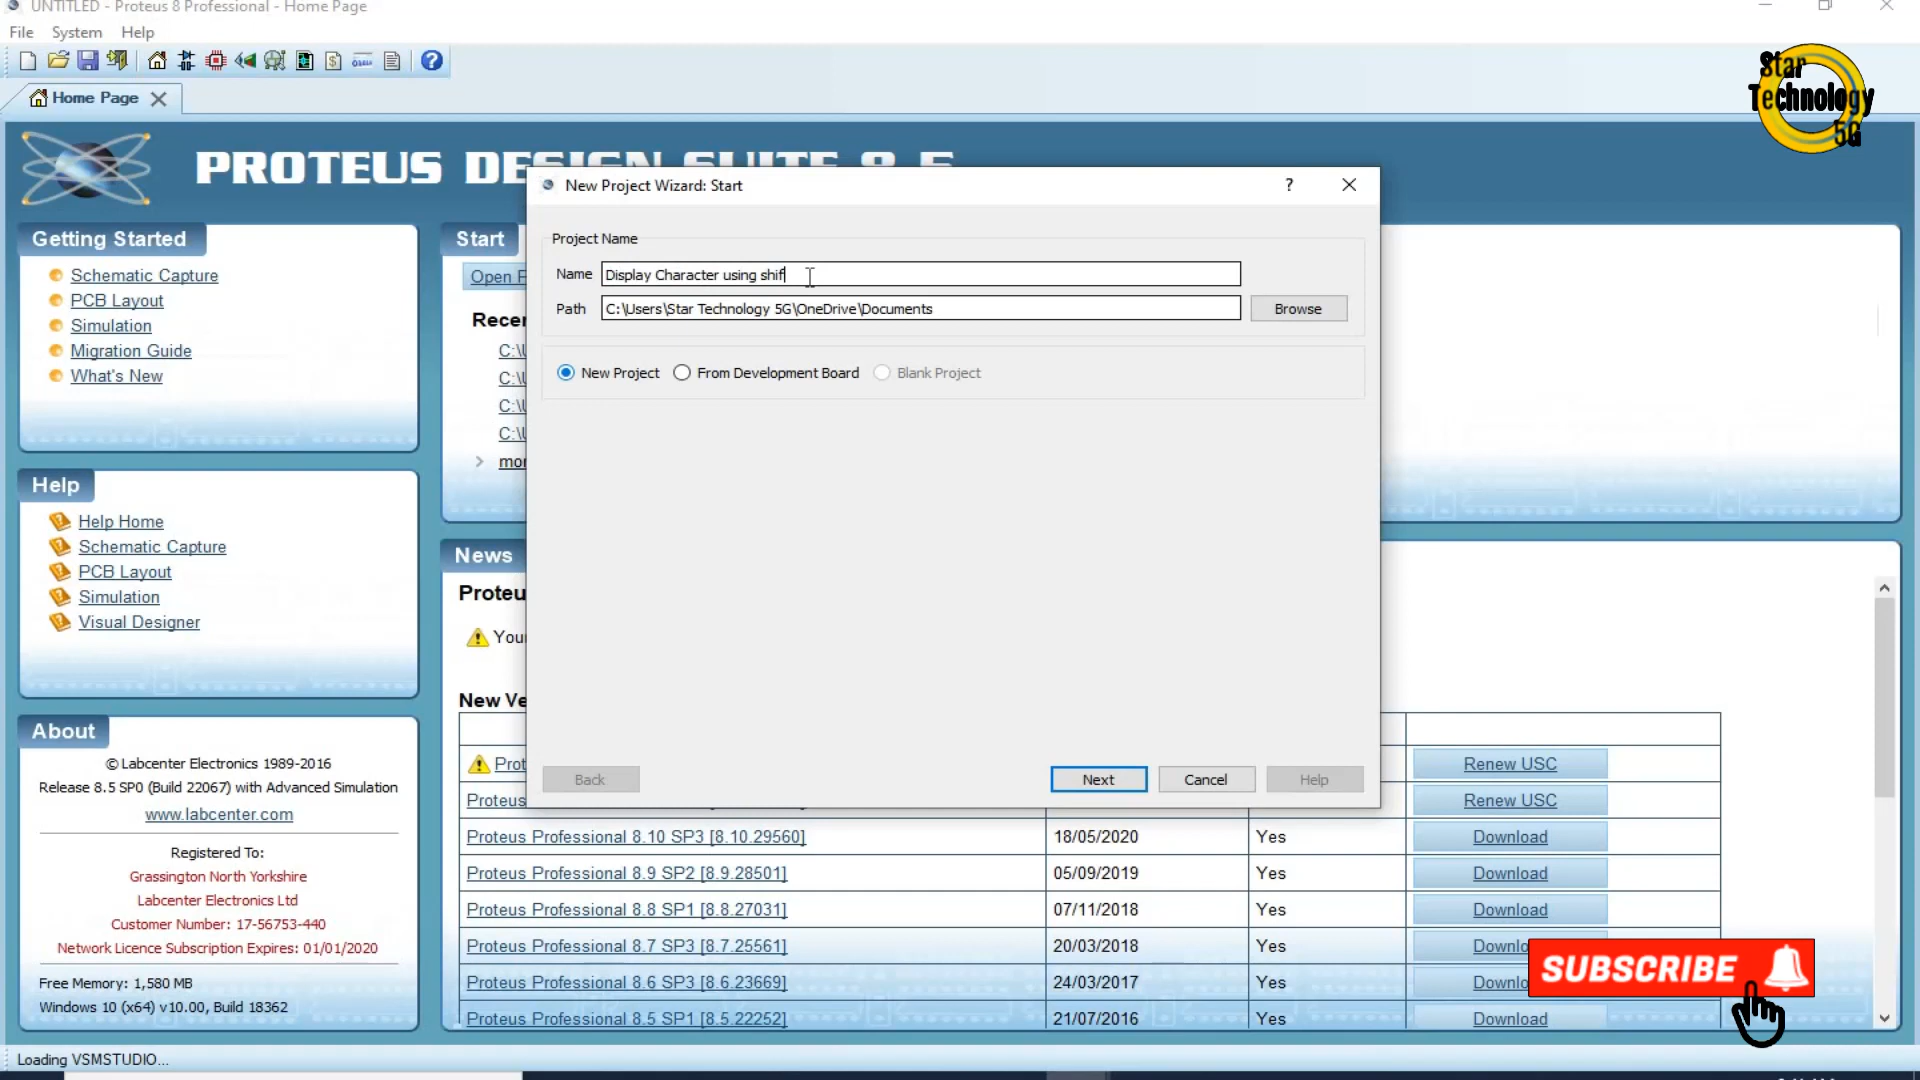 UNTITLED - Proteus 8 Professional - Home Page
File System Help
Home Page
Star
Technology
5G
PROTEUS DESIGN SUITE 8.5
Getting Started
Schematic Capture
PCB Layout
Simulation
Migration Guide
What's New
Help
Help Home
Schematic Capture
PCB Layout
Simulation
Visual Designer
About
© Labcenter Electronics 1989-2016
Release 8.5 SP0 (Build 22067) with Advanced Simulation
www.labcenter.com
Registered To:
Grassington North Yorkshire
Labcenter Electronics Ltd
Customer Number: 17-56753-440
Network Licence Subscription Expires: 01/01/2020
Free Memory: 1,580 MB
Windows 10 (x64) v10.00, Build 18362
Start
Open
New Project Wizard: Start
?
Project Name
Name Display Character using shif
Path C:\Users\Star Technology 5G\OneDrive\Documents Browse
New Project From Development Board Blank Project
Back Next Cancel Help
News
Renew USC
Renew USC
Proteus Professional 8.10 SP3 [8.10.29560] 18/05/2020 Yes Download
Proteus Professional 8.9 SP2 [8.9.28501] 05/09/2019 Yes Download
Proteus Professional 8.8 SP1 [8.8.27031] 07/11/2018 Yes Download
Proteus Professional 8.7 SP3 [8.7.25561] 20/03/2018 Yes Downlo
Proteus Professional 8.6 SP3 [8.6.23669] 24/03/2017 Yes Downlo
Proteus Professional 8.5 SP1 [8.5.22252] 21/07/2016 Yes Download
SUBSCRIBE
Loading VSMSTUDIO...